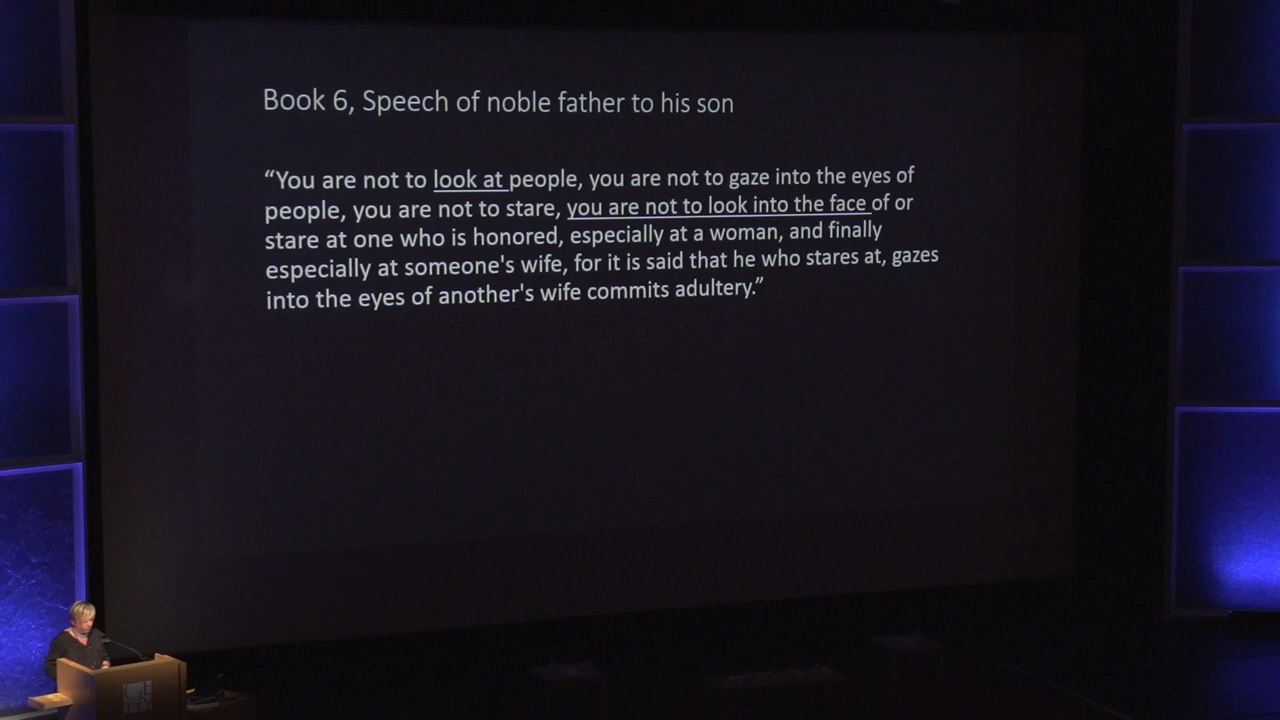 Book 6, Speech of noble father to his son
“You are not to look at people, you are not to gaze into the eyes of
people, you are not to stare, you are not to look into the face of or
stare at one who is honored, especially at a woman, and finally
especially at someone's wife, for it is said that he who stares at, gazes
into the eyes of another's wife commits adultery.”